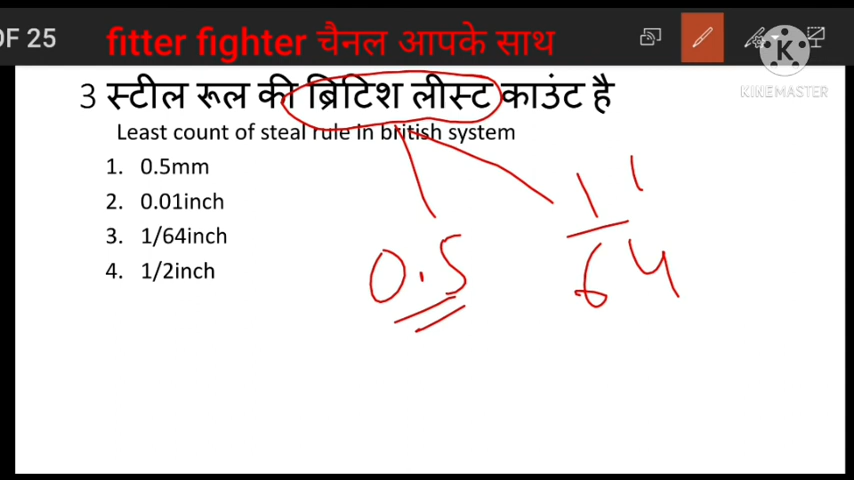 OF 25
fitter fighter चैनल आपके साथ
KINEMASTER
3 स्टील रूल की ब्रिटिश लीस्ट काउंट है
Least count of steal rule in british system
1. 0.5mm
2. 0.01inch
3. 1/64inch
4. 1/2inch
0.5
1"
64